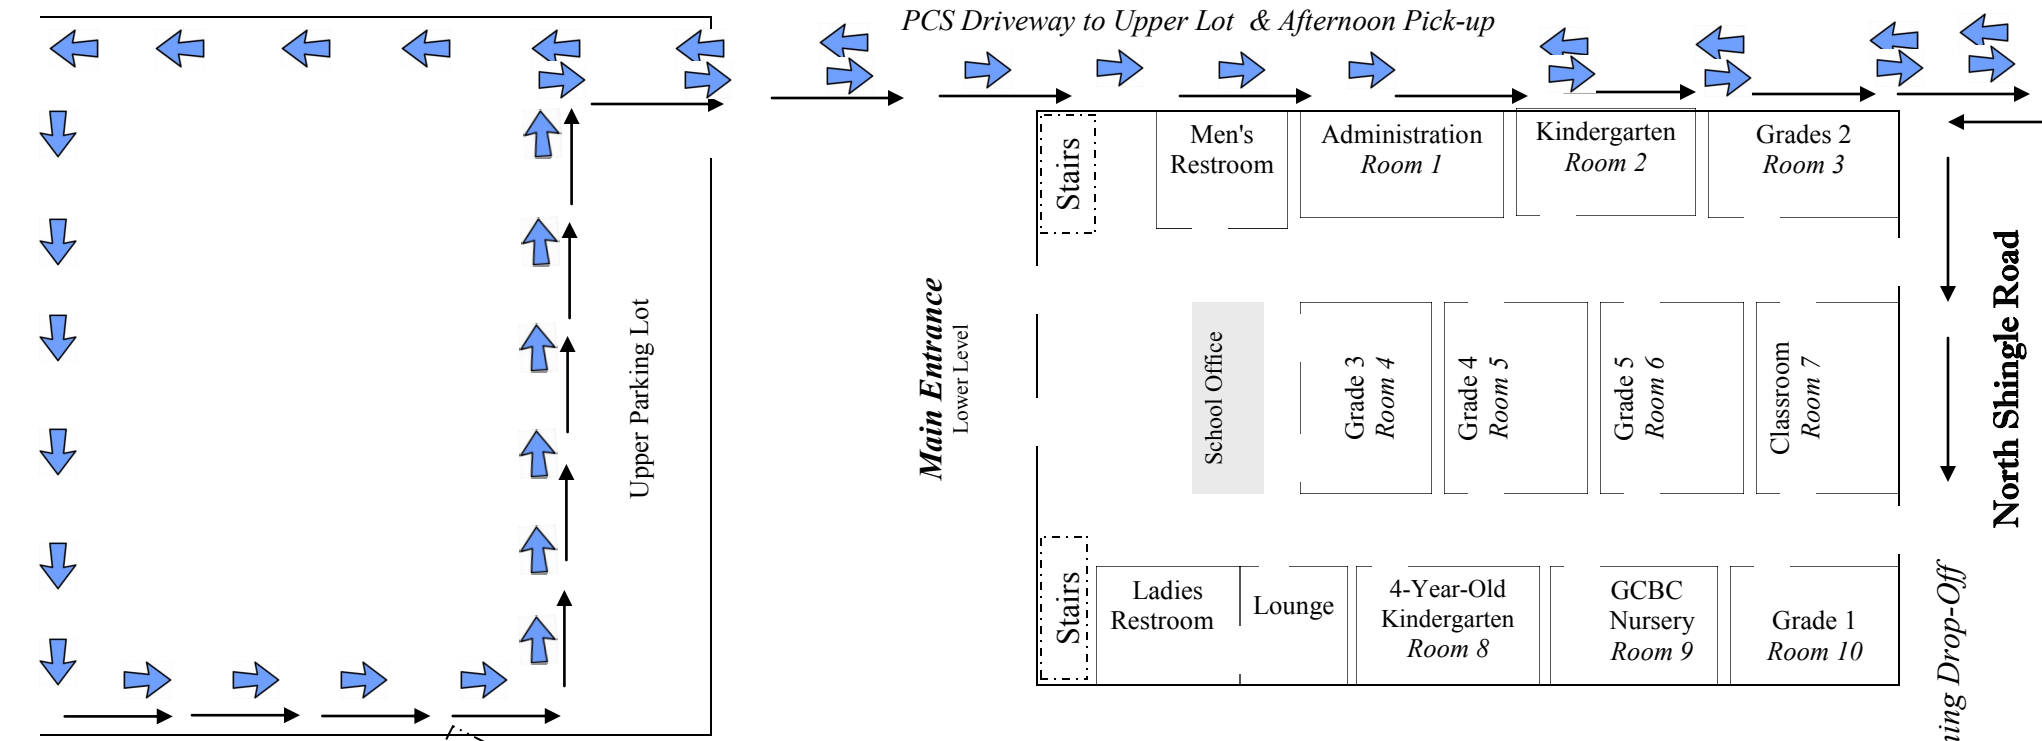 PCS Driveway to Upper Lot & Afternoon Pick-up
Stairs
Men's
Restroom
Administration
Room 1
Kindergarten
Room 2
Grades 2
Room 3
Upper Parking Lot
Main Entrance
Lower Level
School Office
Grade 3
Room 4
Grade 4
Room 5
Grade 5
Room 6
Classroom
Room 7
North Shingle Road
Stairs
Ladies
Restroom
Lounge
4-Year-Old
Kindergarten
Room 8
GCBC
Nursery
Room 9
Grade 1
Room 10
Drop-Off